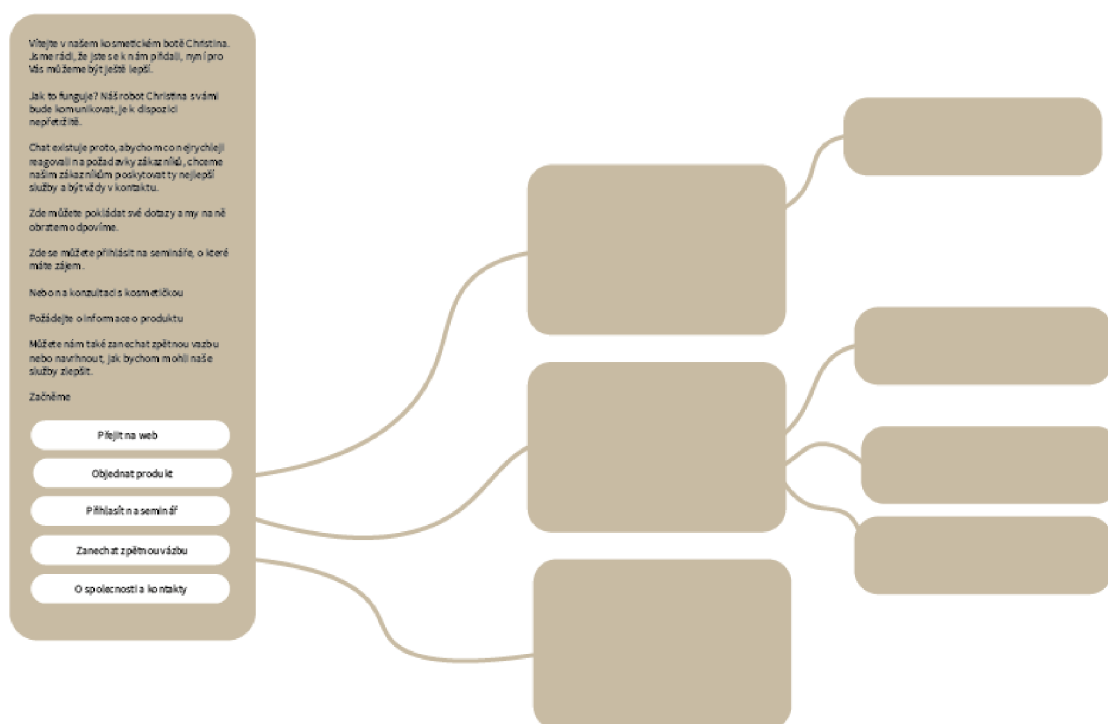 Vítejte v našem kosmetickém botě Christina.
Jsme rádi, že jste se k nám přidali, nyní pro
Vás můžeme být ještě lepší.
Jak to funguje? Náš robot Christina s vámi
bude komunikovat, je k dispozici
nepřetržitě.
Chat existuje proto, abychom co nejrychleji
reagovali na požadavky zákazníků, chceme
našim zákazníkům poskytovat ty nejlepší
služby a být vždy v kontaktu.
Zde můžete pokládat své dotazy a my na ně
obratem odpovíme.
Zde se můžete přihlásit na semináře, o které
máte zájem.
Nebo na konzultaci s kosmetičkou
Požádejte o informace o produktu
Můžete nám také zanechat zpětnou vazbu
nebo navrhnout, jak bychom mohli naše
služby zlepšit.
Začněme
Přejít na web
Objednat produkt
Přihlasít na seminář
Zanechat zpětnou vázbu
O společnosti a kontakty